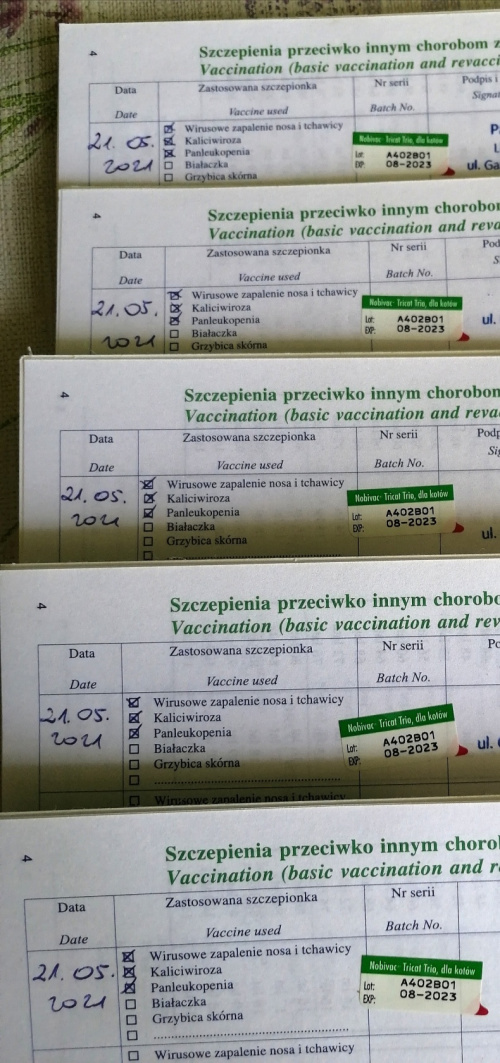 4
Szczepienia przeciwko innym chorobom
Vaccination (basic vaccination and
Data Zastosowana szczepionka Nr serii Podpis
Date Vaccine used Batch No.
21.05. Wirusowe zapalenie nosa i tchawicy
2021 Kaliciwiroza Nobivac Tricat Trio, dla kotów
Panleukopenia Lot: A402B01
Białaczka EXP: 08-2023 ul.
Grzybica skórna
4
Szczepienia przeciwko innym
Vaccination (basic vaccination and
Data Zastosowana szczepionka Nr serii
Date Vaccine used Batch No.
21.05. Wirusowe zapalenie nosa i tchawicy
2021 Kaliciwiroza Nobivac Tricat Trio, dla kotów
Panleukopenia Lot: A402B01 ul.
Białaczka EXP: 08-2023
Grzybica skórna
4
Szczepienia przeciwko innym chorobom
Vaccination (basic vaccination and
Data Zastosowana szczepionka Nr serii
Date Vaccine used Batch No.
21.05. Wirusowe zapalenie nosa i tchawicy
2021 Kaliciwiroza Nobivac Tricat Trio, dla kotów
Panleukopenia Lot: A402B01
Białaczka EXP: 08-2023 ul.
Grzybica skórna
4
Szczepienia przeciwko innym
Vaccination (basic vaccination and
Data Zastosowana szczepionka Nr serii
Date Vaccine used Batch No.
21.05. Wirusowe zapalenie nosa i tchawicy
2021 Kaliciwiroza Nobivac Tricat Trio, dla kotów
Panleukopenia Lot: A402B01
Białaczka EXP: 08-2023 ul.
Grzybica skórna
Wirusowe zapalenie nosa i tchawicy
4
Szczepienia przeciwko innym
Vaccination (basic vaccination and
Data Zastosowana szczepionka Nr serii
Date Vaccine used Batch No.
21.05. Wirusowe zapalenie nosa i tchawicy
2021 Kaliciwiroza Nobivac Tricat Trio, dla kotów
Panleukopenia Lot: A402B01
Białaczka EXP: 08-2023
Grzybica skórna
Wirusowe zapalenie nosa i tchawicy
Kaliciwiroza